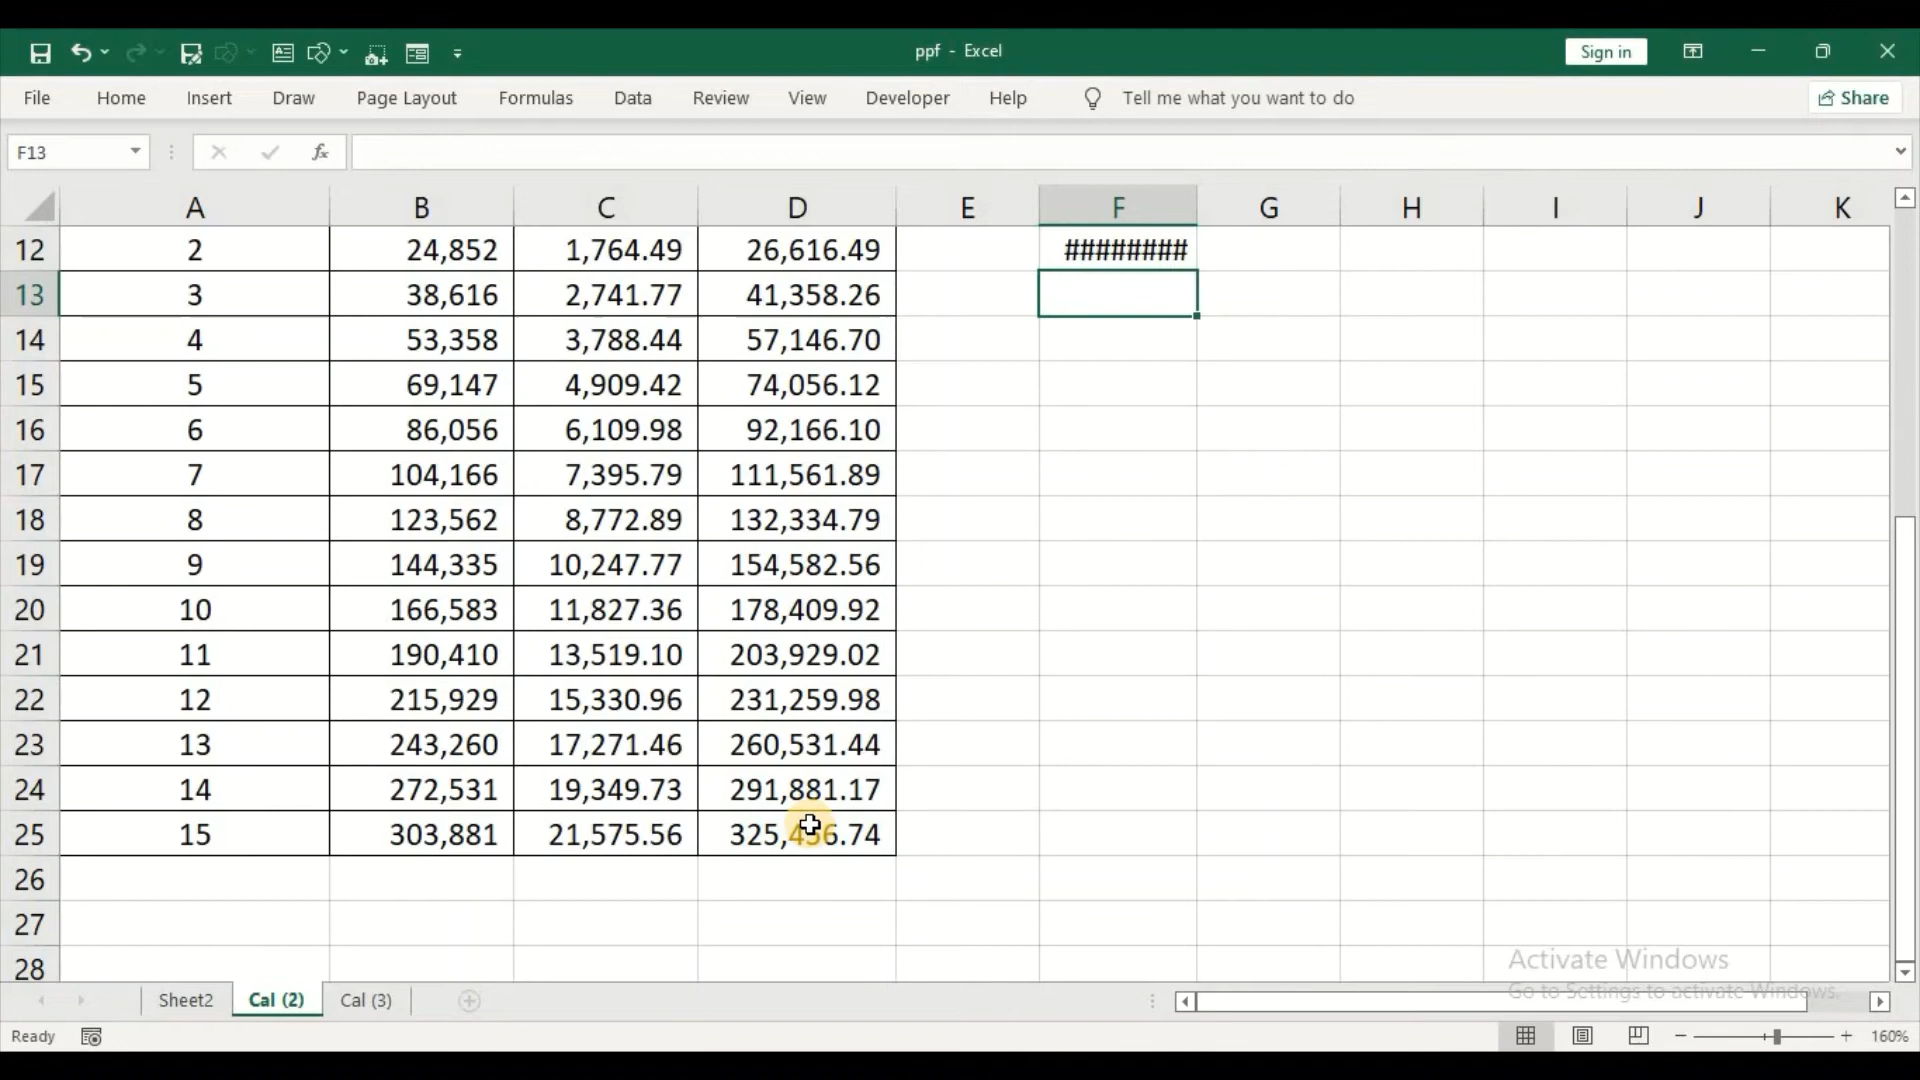 ppf - Excel
Sign in
File Home Insert Draw Page Layout Formulas Data Review View Developer Help Tell me what you want to do Share
F13 fx
A B C D E F G H I J K
12 2 24,852 1,764.49 26,616.49 ########
13 3 38,616 2,741.77 41,358.26
14 4 53,358 3,788.44 57,146.70
15 5 69,147 4,909.42 74,056.12
16 6 86,056 6,109.98 92,166.10
17 7 104,166 7,395.79 111,561.89
18 8 123,562 8,772.89 132,334.79
19 9 144,335 10,247.77 154,582.56
20 10 166,583 11,827.36 178,409.92
21 11 190,410 13,519.10 203,929.02
22 12 215,929 15,330.96 231,259.98
23 13 243,260 17,271.46 260,531.44
24 14 272,531 19,349.73 291,881.17
25 15 303,881 21,575.56 325,456.74
26
27
28
Activate Windows
Go to Settings to activate Windows.
Sheet2 Cal (2) Cal (3)
Ready 160%